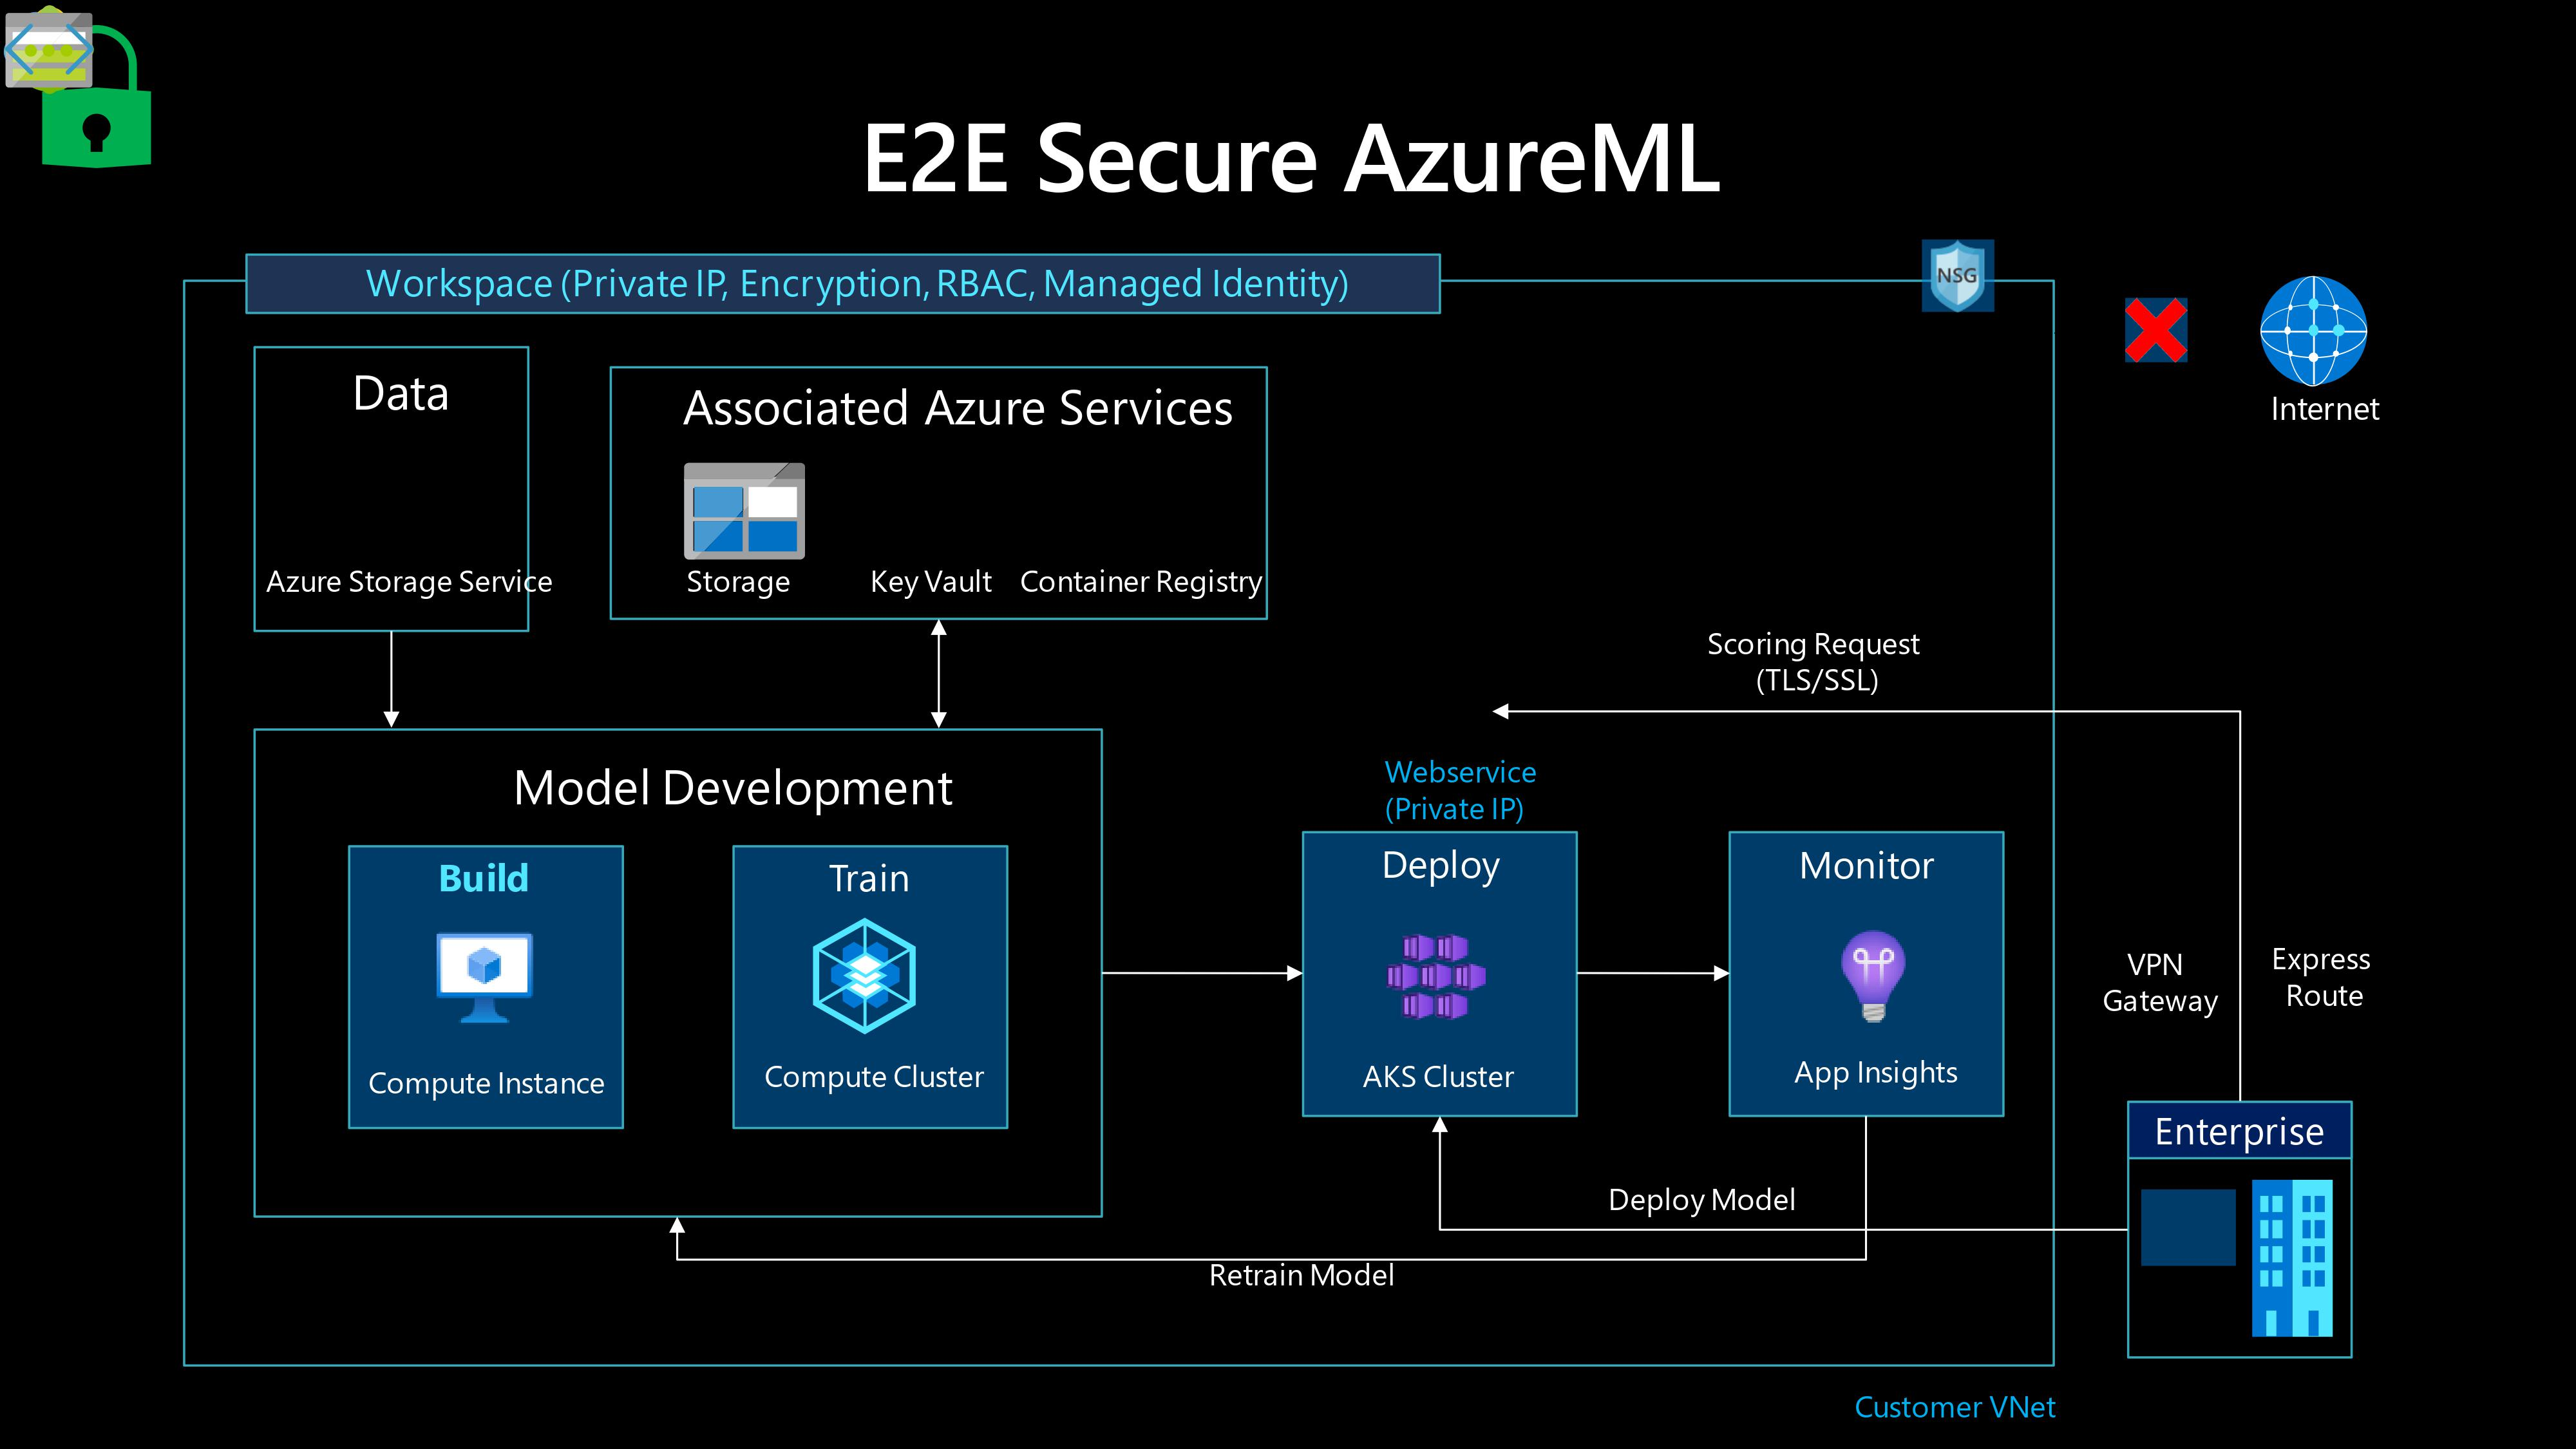 E2E Secure AzureML
Workspace (Private IP, Encryption, RBAC, Managed Identity)
NSG
Internet
Data
Azure Storage Service
Associated Azure Services
Storage
Key Vault
Container Registry
Scoring Request
(TLS/SSL)
Model Development
Build
Compute Instance
Train
Compute Cluster
Webservice
(Private IP)
Deploy
AKS Cluster
Monitor
App Insights
VPN
Gateway
Express
Route
Enterprise
Deploy Model
Retrain Model
Customer VNet